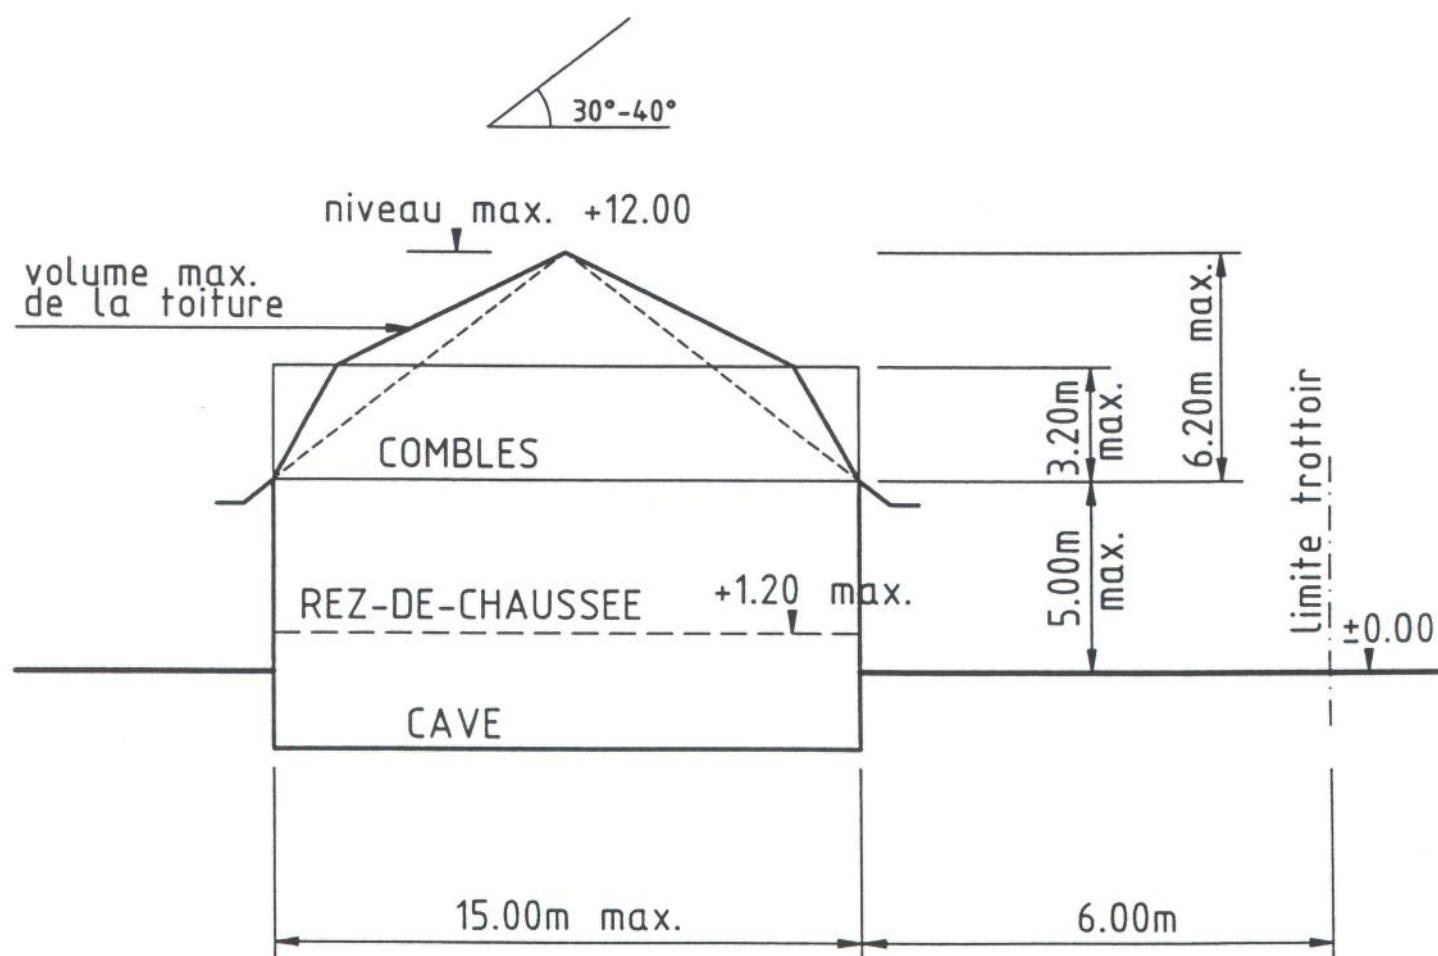 30°-40°
niveau max. +12.00
volume max.
de la toiture
COMBLES
3.20m
max.
6.20m max.
limite trottoir
REZ-DE-CHAUSSEE
+1.20 max.
5.00m
max.
±0.00
CAVE
15.00m max.
6.00m